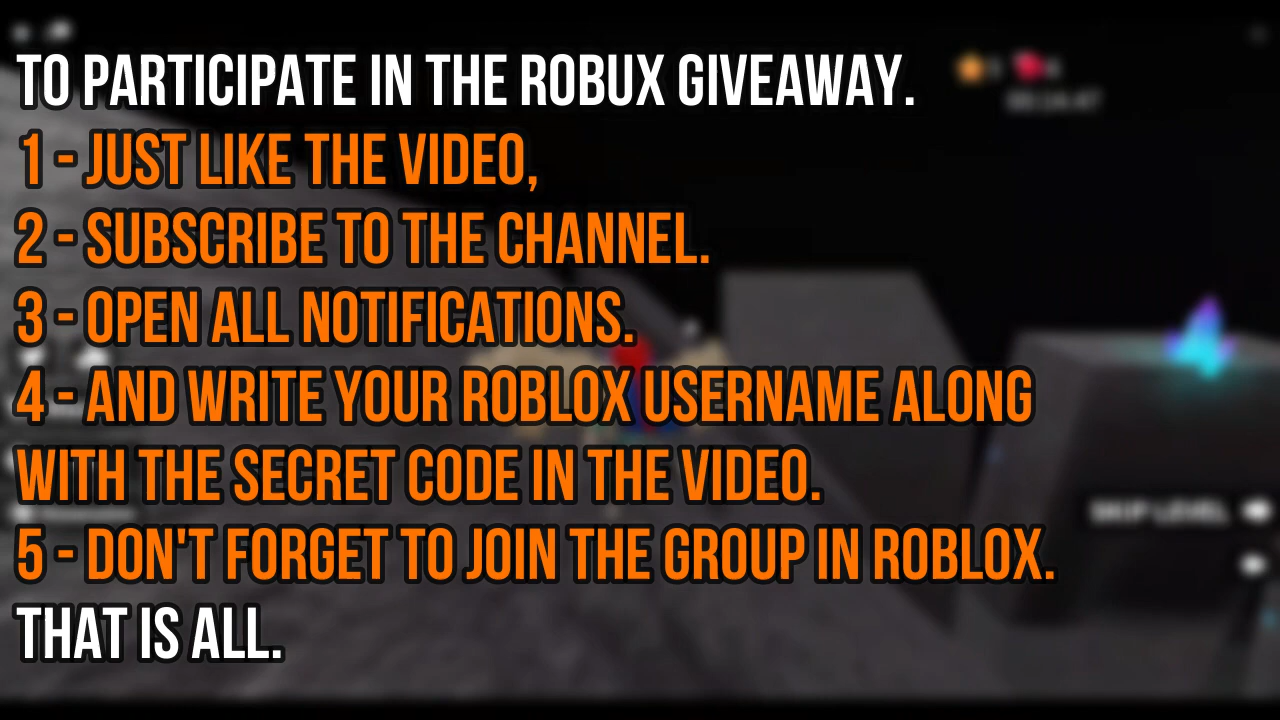 TO PARTICIPATE IN THE ROBUX GIVEAWAY.
1 - JUST LIKE THE VIDEO,
2 - SUBSCRIBE TO THE CHANNEL.
3 - OPEN ALL NOTIFICATIONS.
4 - AND WRITE YOUR ROBLOX USERNAME ALONG
WITH THE SECRET CODE IN THE VIDEO.
SKIP LEVEL
5 - DON'T FORGET TO JOIN THE GROUP IN ROBLOX.
THAT IS ALL.